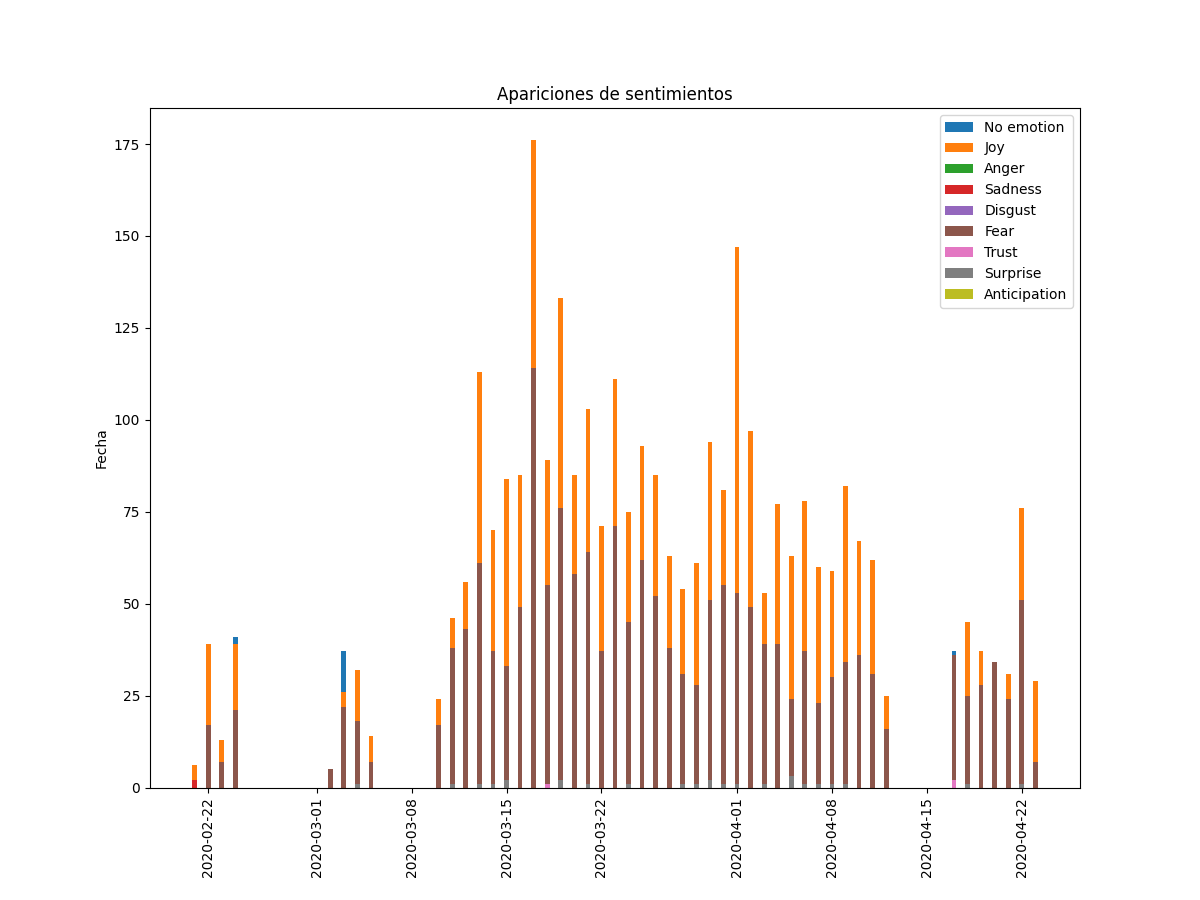 Apariciones de sentimientos
No emotion
Joy
Anger
Sadness
Disgust
Fear
Trust
Surprise
Anticipation
Fecha
175
150
125
100
75
50
25
0
2020-02-22
2020-03-01
2020-03-08
2020-03-15
2020-03-22
2020-04-01
2020-04-08
2020-04-15
2020-04-22